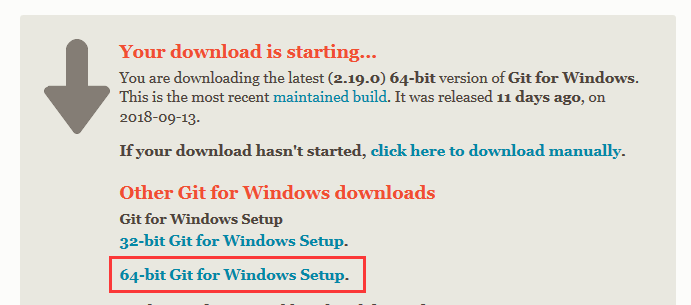 Your download is starting...
You are downloading the latest (2.19.0) 64-bit version of Git for Windows.
This is the most recent maintained build. It was released 11 days ago, on
2018-09-13.
If your download hasn't started, click here to download manually.
Other Git for Windows downloads
Git for Windows Setup
32-bit Git for Windows Setup.
64-bit Git for Windows Setup.